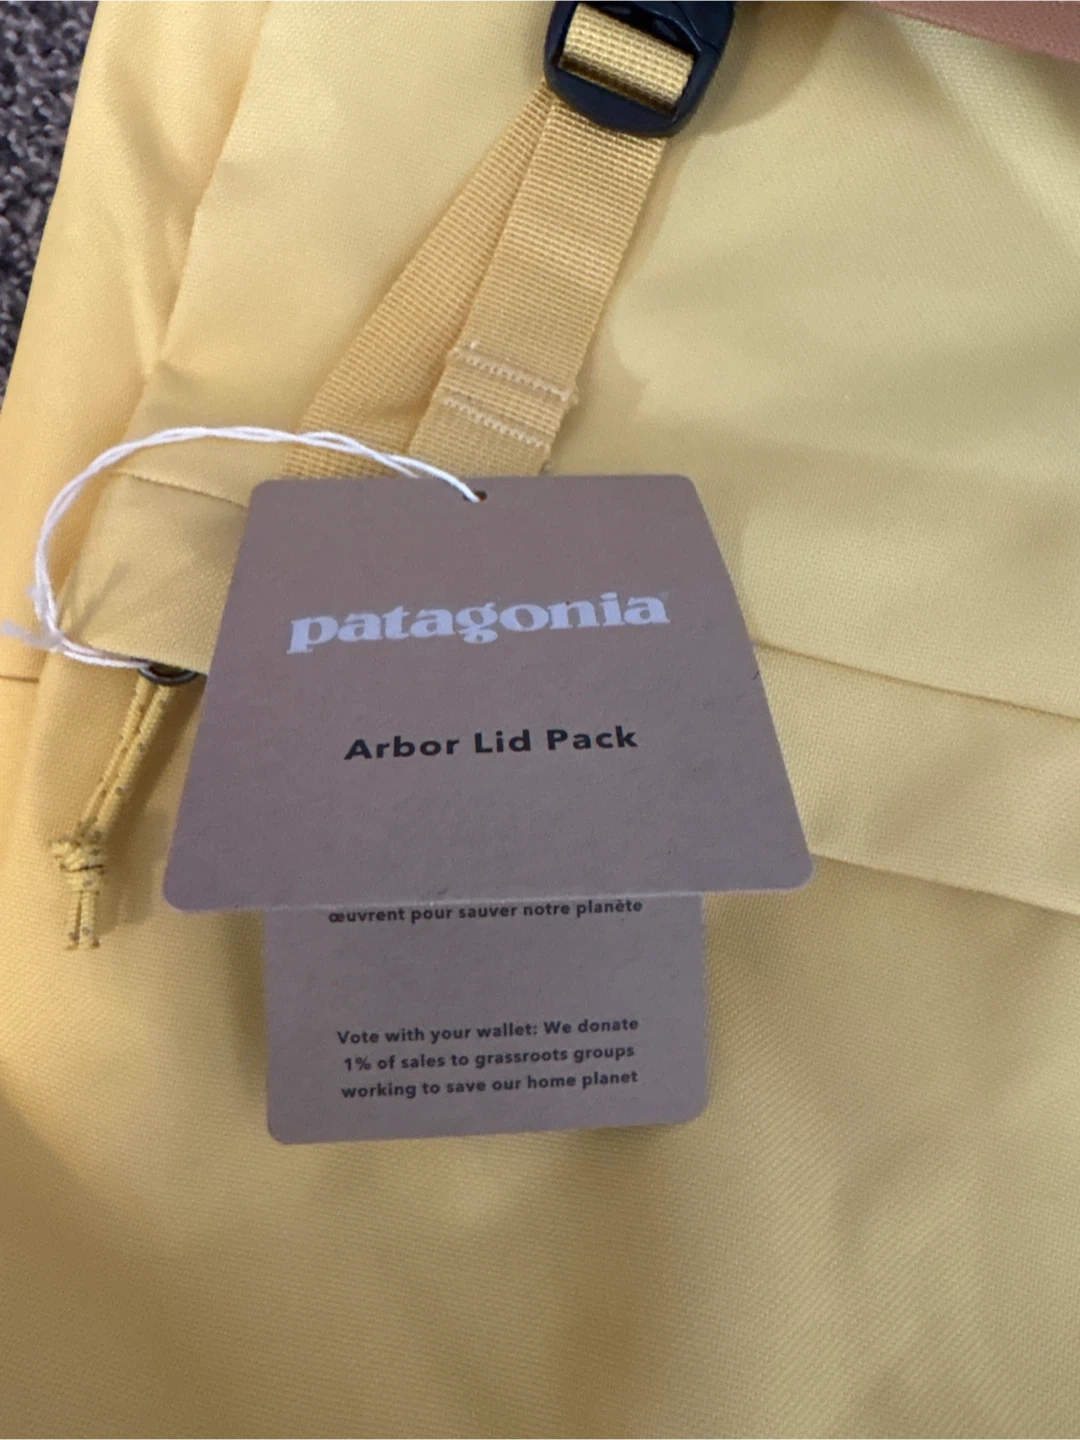 patagonia
Arbor Lid Pack
œuvrent pour sauver notre planète
Vote with your wallet: We donate
1% of sales to grassroots groups
working to save our home planet